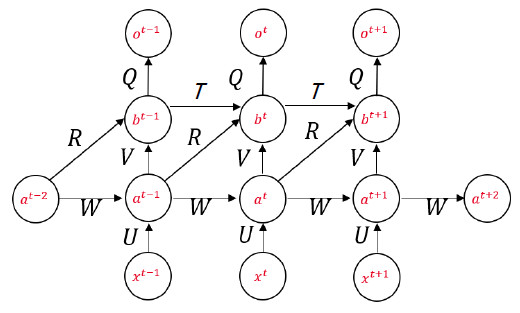 o^{t-1} o^{t} o^{t+1}
Q Q Q
T T
b^{t-1} b^{t} b^{t+1}
R R R
V V V
a^{t-2} a^{t-1} a^{t} a^{t+1} a^{t+2}
W W W W
U U U
x^{t-1} x^{t} x^{t+1}